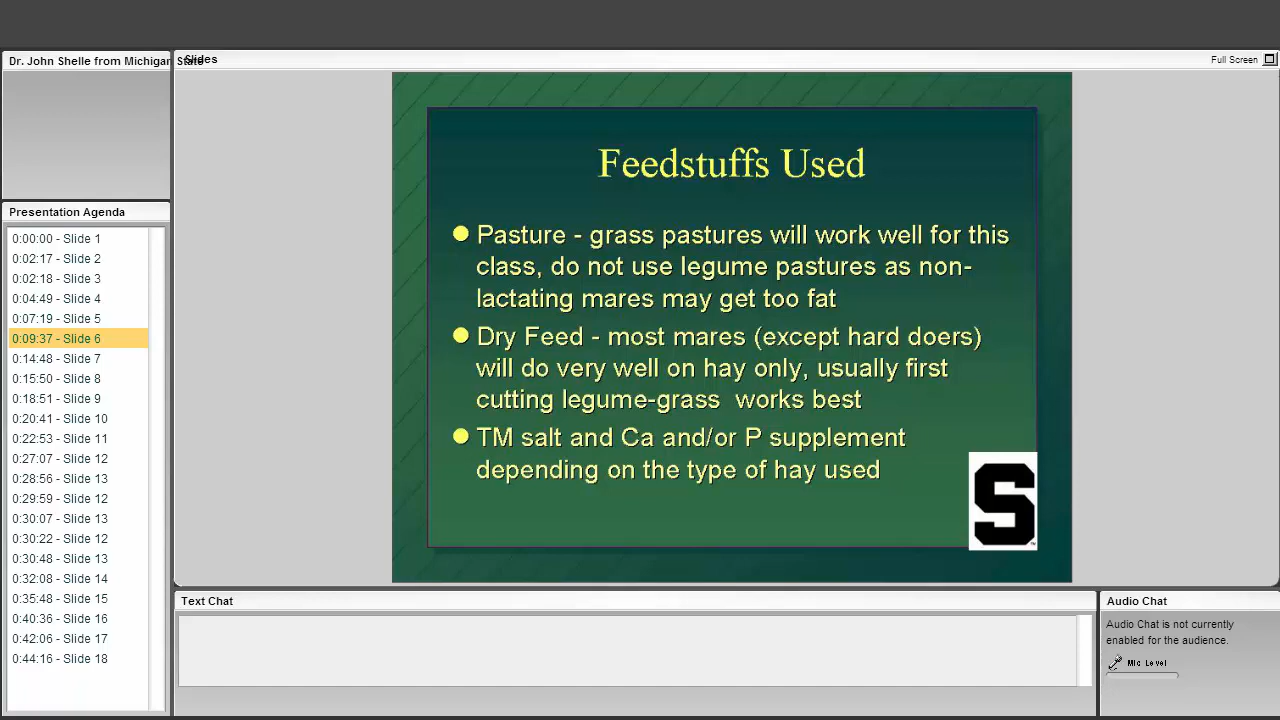 Dr. John Shelle from Michigan State
Slides
Full Screen
Presentation Agenda
0:00:00 - Slide 1
0:02:17 - Slide 2
0:02:18 - Slide 3
0:04:49 - Slide 4
0:07:19 - Slide 5
0:09:37 - Slide 6
0:14:48 - Slide 7
0:15:50 - Slide 8
0:18:51 - Slide 9
0:20:41 - Slide 10
0:22:53 - Slide 11
0:27:07 - Slide 12
0:28:56 - Slide 13
0:29:59 - Slide 12
0:30:07 - Slide 13
0:30:22 - Slide 12
0:30:48 - Slide 13
0:32:08 - Slide 14
0:35:48 - Slide 15
0:40:36 - Slide 16
0:42:06 - Slide 17
0:44:16 - Slide 18
Feedstuffs Used
Pasture - grass pastures will work well for this
class, do not use legume pastures as non-
lactating mares may get too fat
Dry Feed - most mares (except hard doers)
will do very well on hay only, usually first
cutting legume-grass  works best
TM salt and Ca and/or P supplement
depending on the type of hay used
S
Text Chat
Audio Chat
Audio Chat is not currently
enabled for the audience.
Mic Level